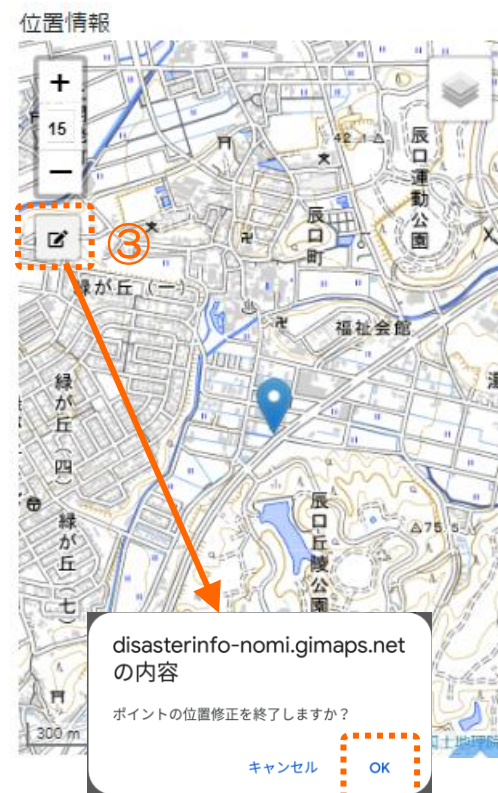 位置情報
+
15
−
42.1
辰口運動公園
③
辰口町
緑が丘（一）
福祉会館
緑が丘（四）
辰口丘陵公園
75.5
緑が丘（七）
disasterinfo-nomi.gimaps.net
の内容
ポイントの位置修正を終了しますか？
300 m
キャンセル OK